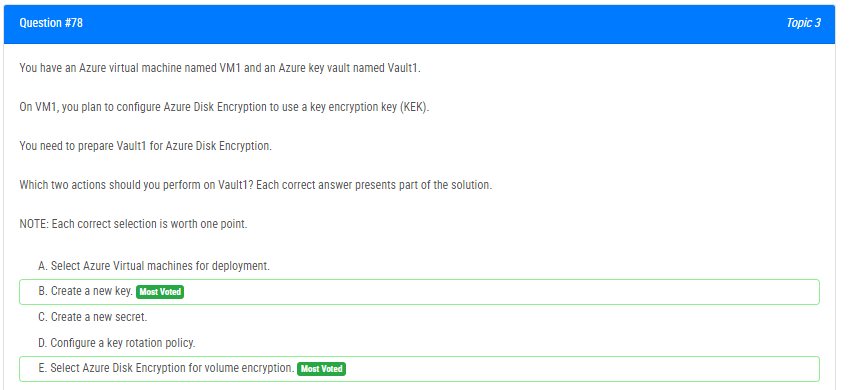 Question #78 Topic 3
You have an Azure virtual machine named VM1 and an Azure key vault named Vault1.
On VM1, you plan to configure Azure Disk Encryption to use a key encryption key (KEK).
You need to prepare Vault1 for Azure Disk Encryption.
Which two actions should you perform on Vault1? Each correct answer presents part of the solution.
NOTE: Each correct selection is worth one point.
A. Select Azure Virtual machines for deployment.
B. Create a new key. Most Voted
C. Create a new secret.
D. Configure a key rotation policy.
E. Select Azure Disk Encryption for volume encryption. Most Voted